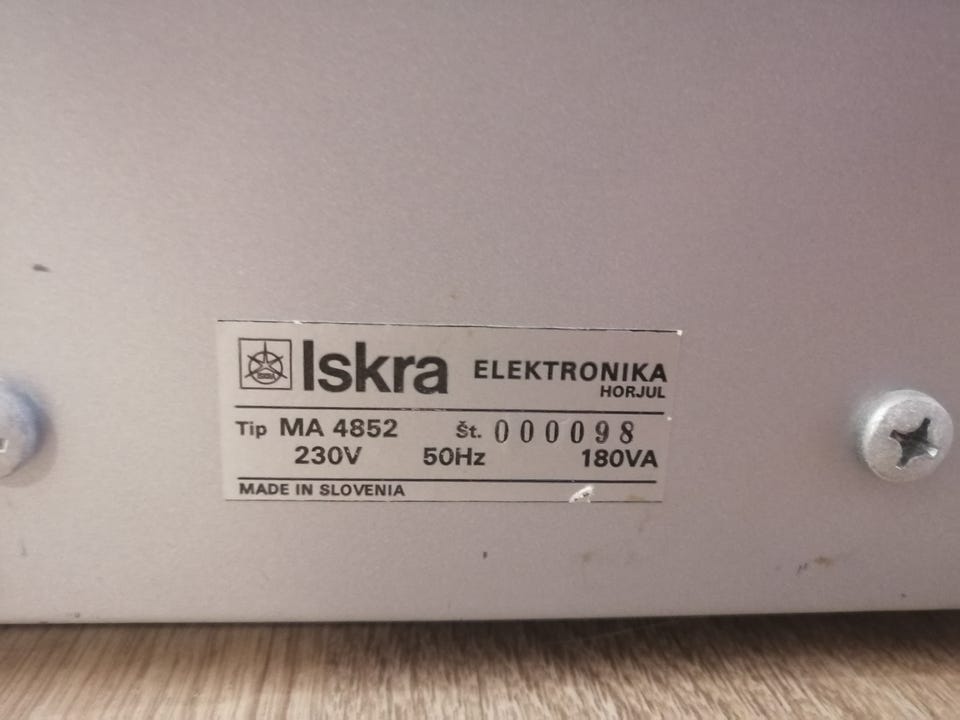 Iskra ELEKTRONIKA
HORJUL
Tip MA 4852 Št. 000098
230V 50Hz 180VA
MADE IN SLOVENIA